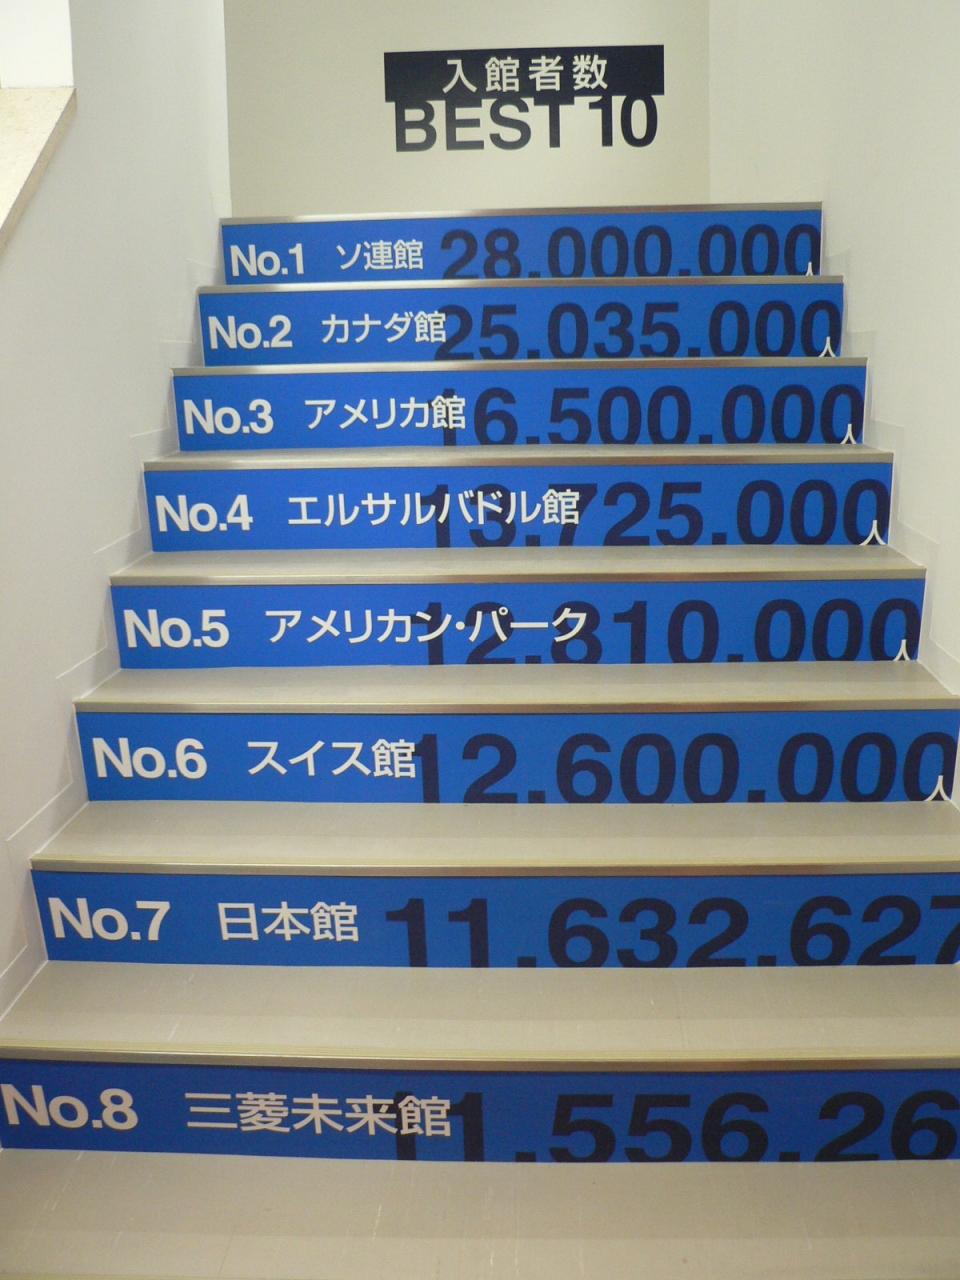 入館者数
BEST 10
No.1 ソ連館 28.000.000人
No.2 カナダ館 25.035.000人
No.3 アメリカ館 16.500.000人
No.4 エルサルバドル館 13.725.000人
No.5 アメリカン・パーク 12.810.000人
No.6 スイス館 12.600.000人
No.7 日本館 11.632.627
No.8 三菱未来館 11.556.26